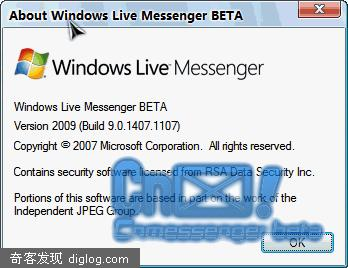 About Windows Live Messenger BETA
Windows Live Messenger
Windows Live Messenger BETA
Version 2009 (Build 9.0.1407.1107)
Copyright © 2007 Microsoft Corporation. All rights reserved.
Contains security software licensed from RSA Data Security Inc.
Portions of this software are based in part on the work of the
Independent JPEG Group.
Cn !
Cnmessenger beta
OK
奇客发现 diglog.com